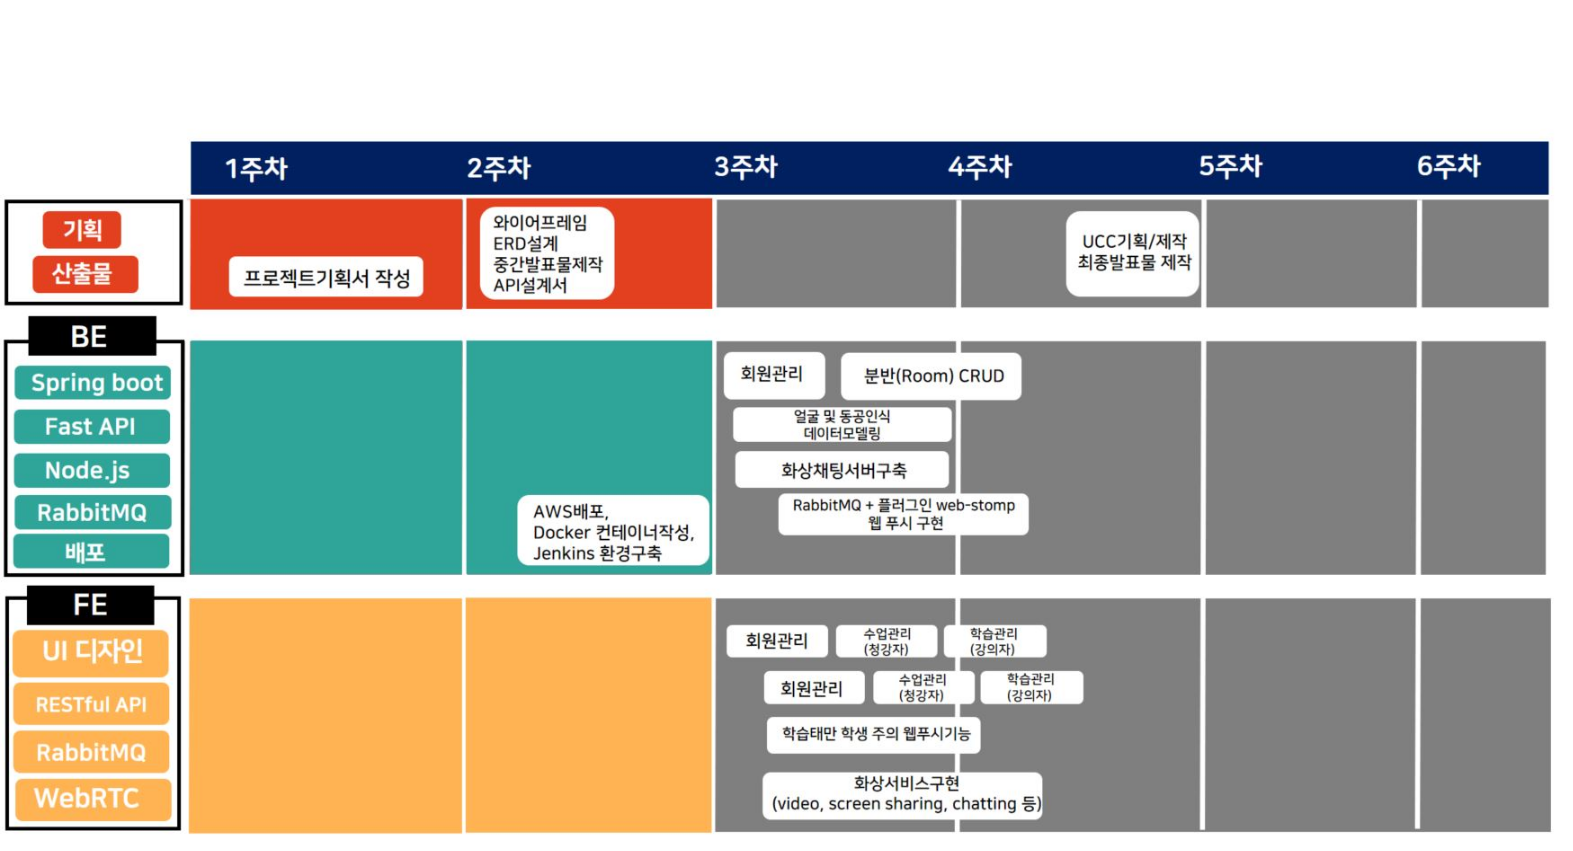 1주차
2주차
3주차
4주차
5주차
6주차
기획
산출물
프로젝트기획서 작성
와이어프레임
ERD설계
중간발표물제작
API설계서
UCC기획/제작
최종발표물 제작
BE
Spring boot
Fast API
Node.js
RabbitMQ
배포
회원관리
분반(Room) CRUD
얼굴 및 동공인식
데이터모델링
화상채팅서버구축
RabbitMQ + 플러그인 web-stomp
웹 푸시 구현
AWS배포,
Docker 컨테이너작성,
Jenkins 환경구축
FE
UI 디자인
RESTful API
RabbitMQ
WebRTC
회원관리
수업관리
(청강자)
학습관리
(강의자)
회원관리
수업관리
(청강자)
학습관리
(강의자)
학습태만 학생 주의 웹푸시기능
화상서비스구현
(video, screen sharing, chatting 등)